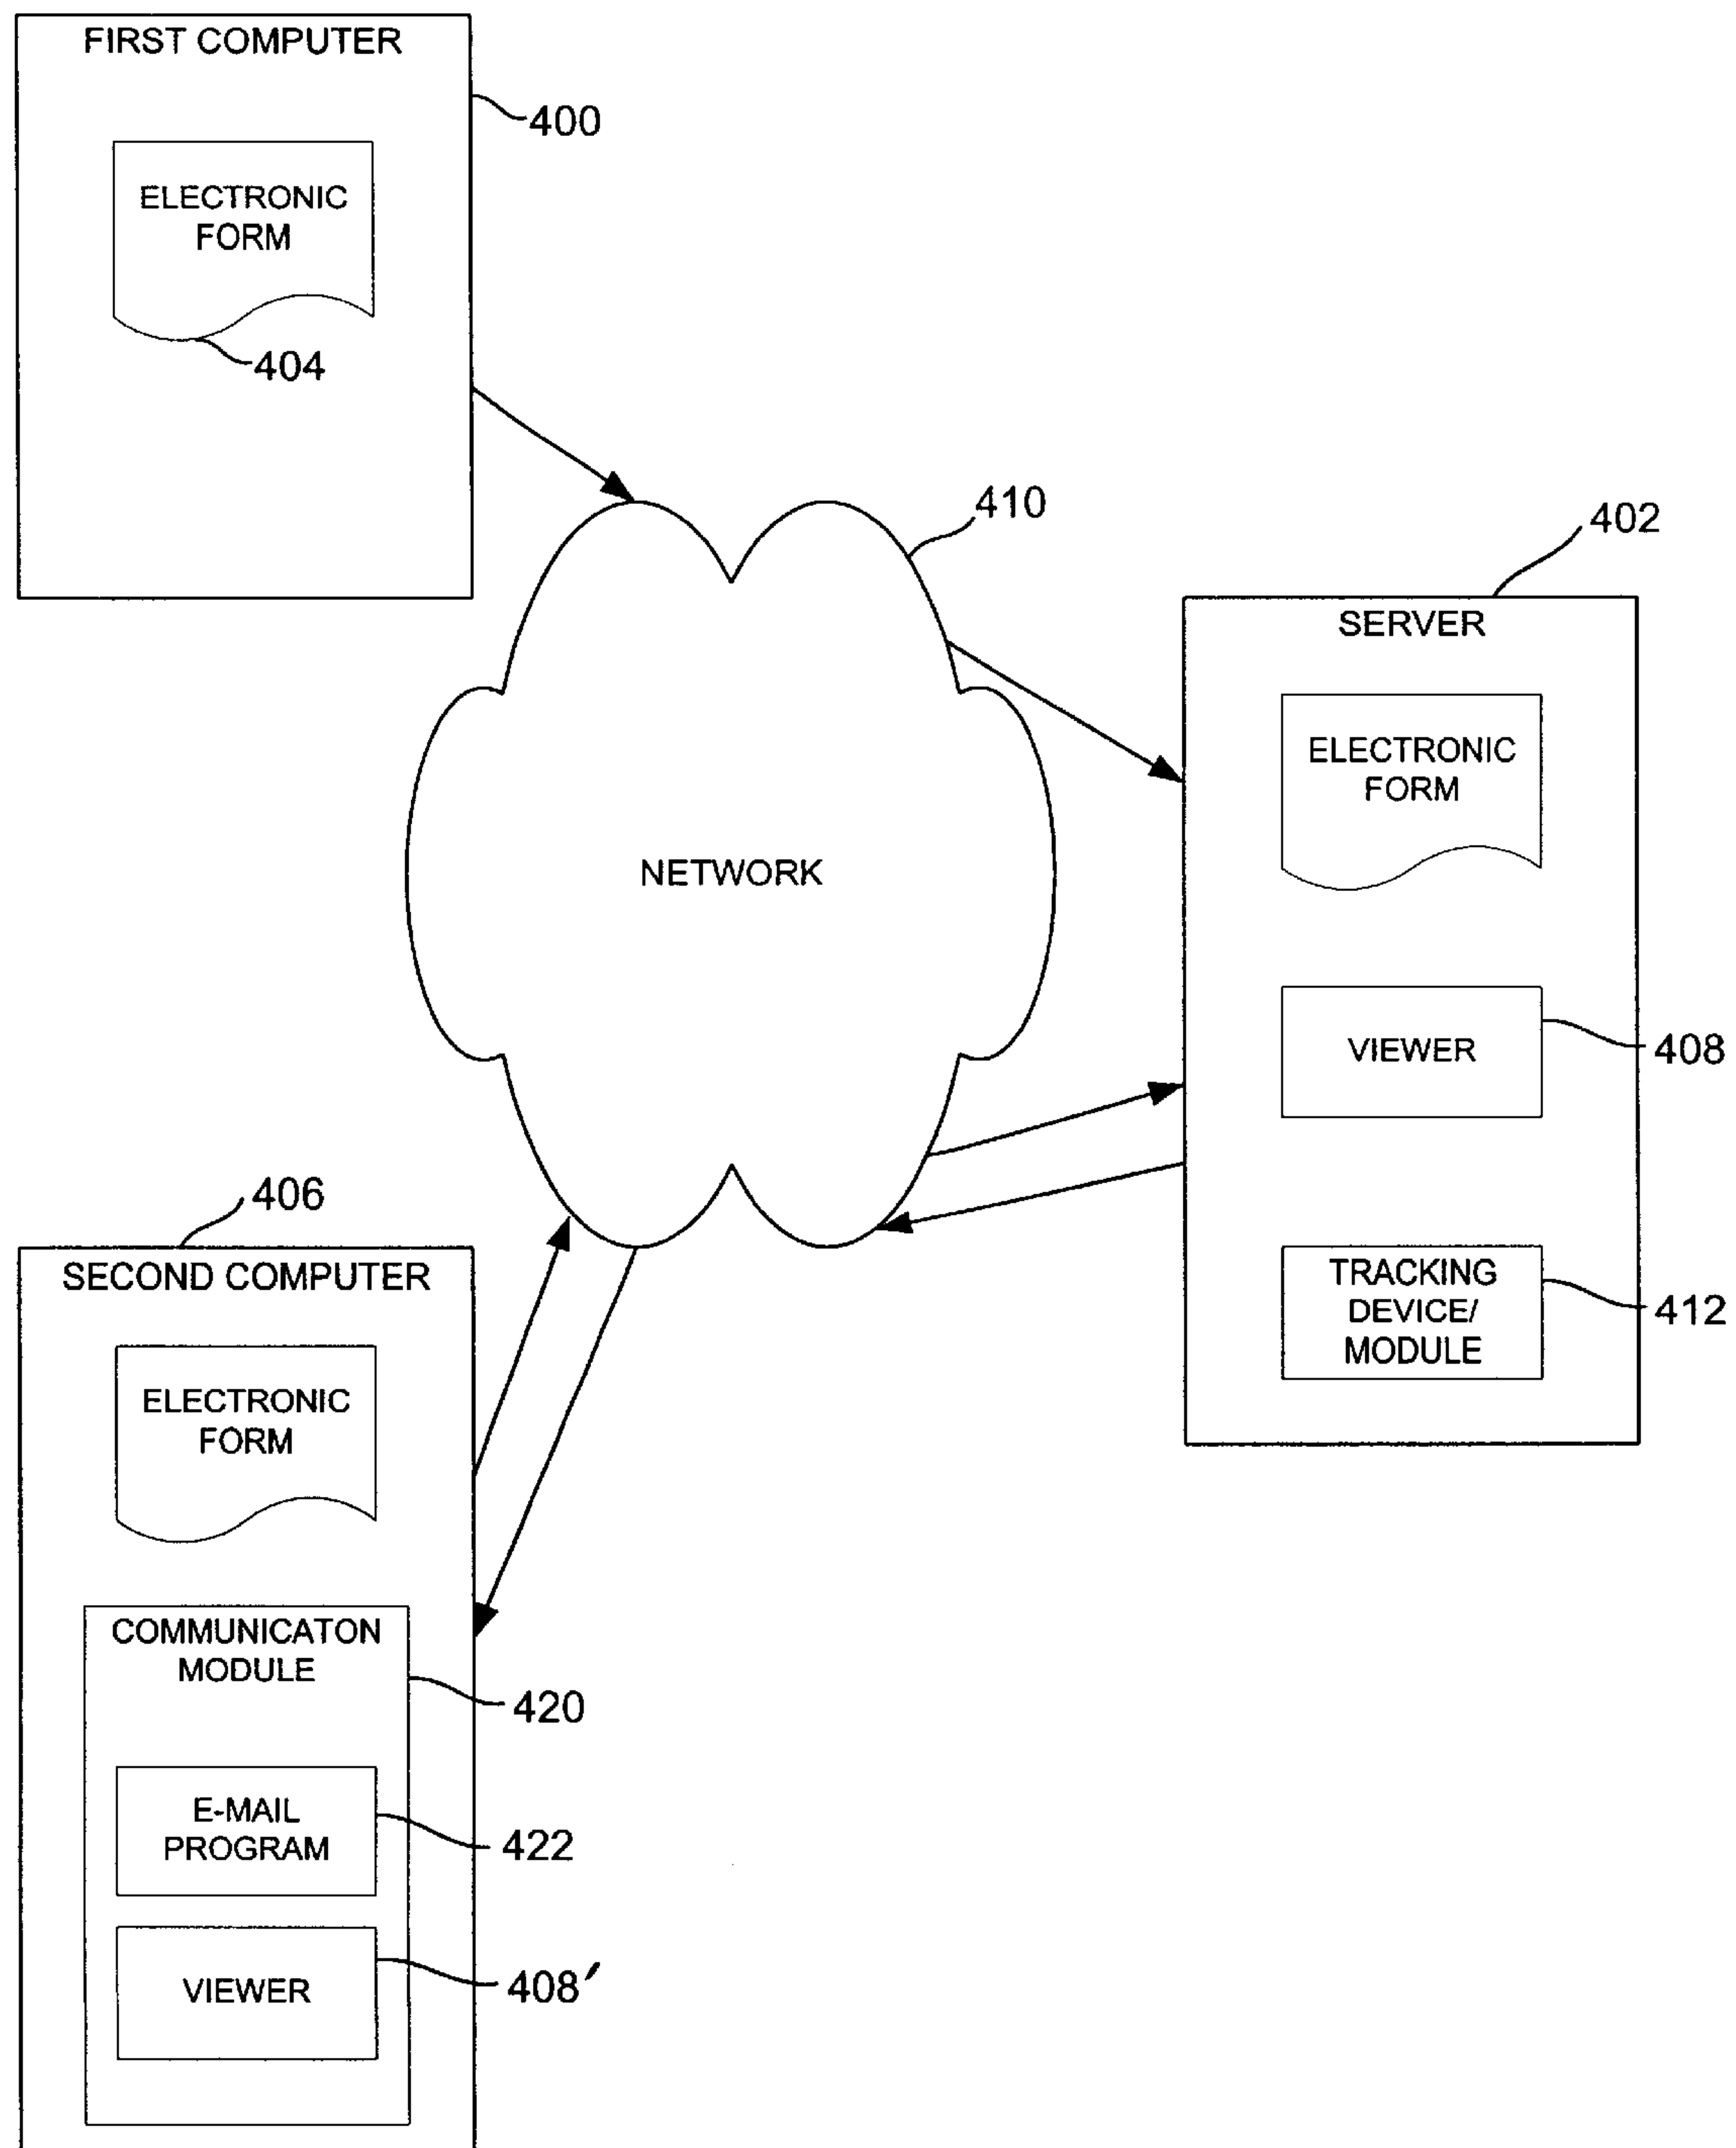 FIRST COMPUTER
400
ELECTRONIC
FORM
404
410
402
SERVER
ELECTRONIC
FORM
NETWORK
VIEWER
408
406
SECOND COMPUTER
TRACKING
DEVICE/
MODULE
412
ELECTRONIC
FORM
COMMUNICATON
MODULE
420
E-MAIL
PROGRAM
422
VIEWER
408′